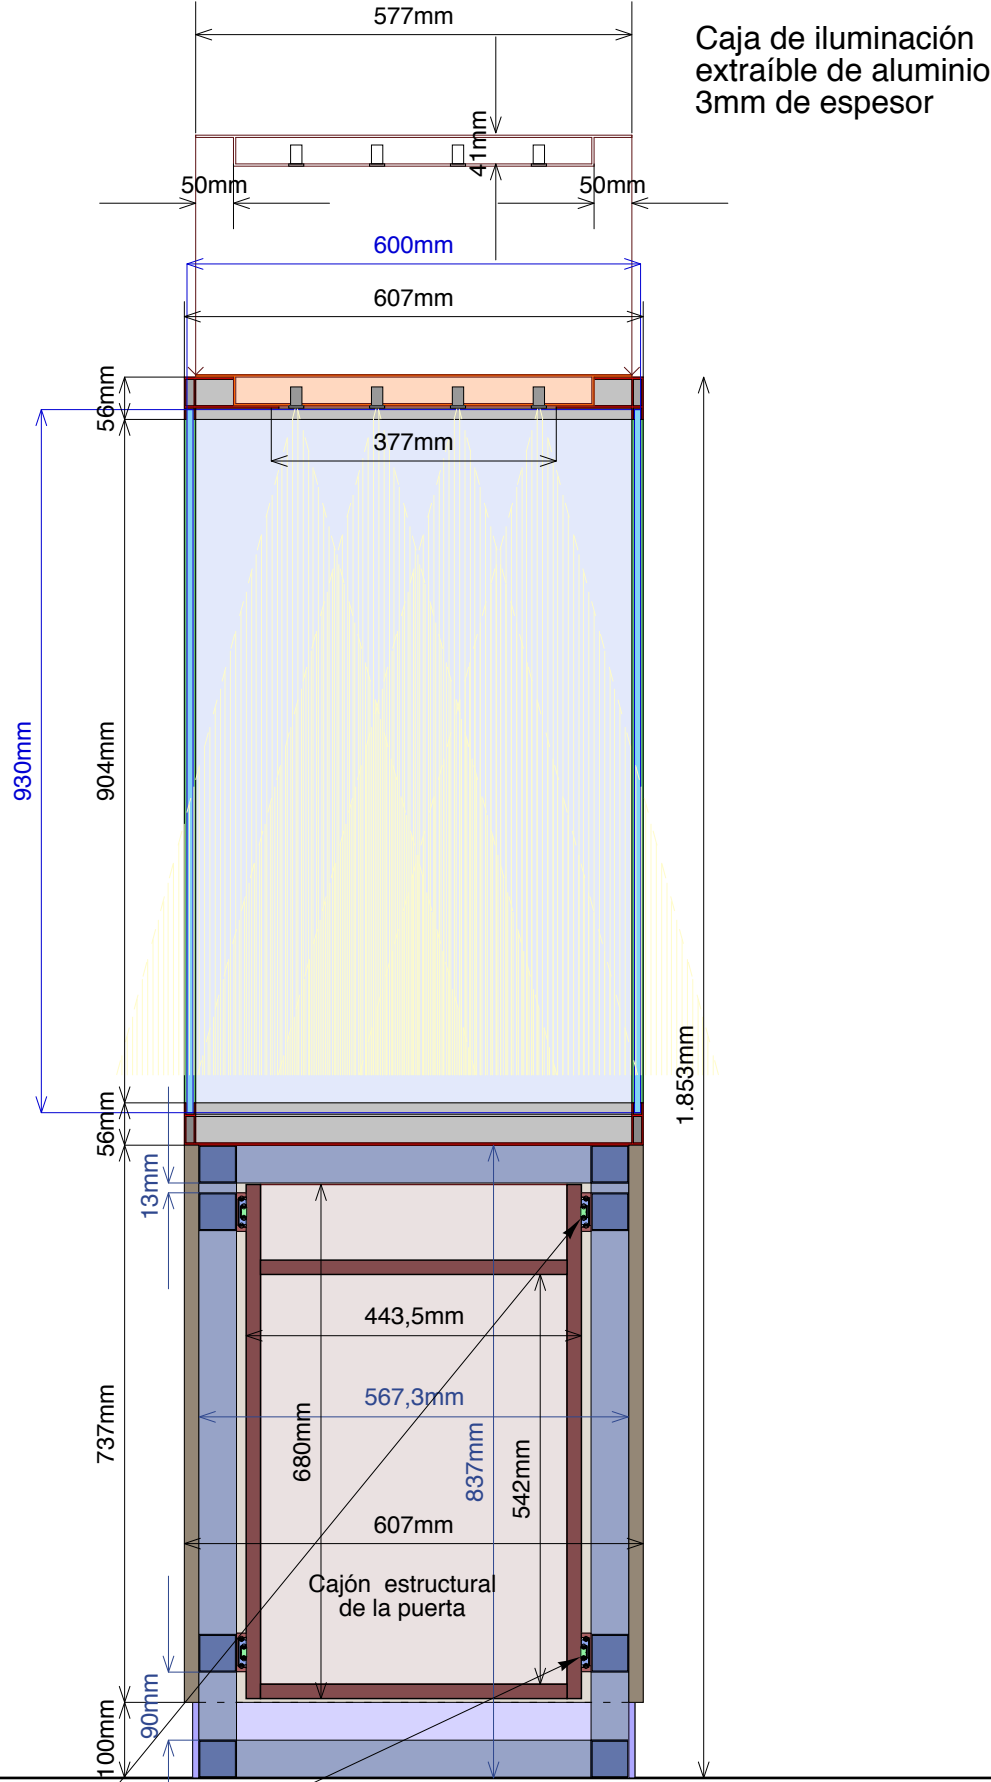 577mm
Caja de iluminación
extraíble de aluminio
3mm de espesor
41mm
50mm
50mm
600mm
607mm
56mm
377mm
930mm
904mm
1.853mm
56mm
13mm
443,5mm
567,3mm
737mm
680mm
837mm
542mm
607mm
Cajón estructural
de la puerta
90mm
100mm